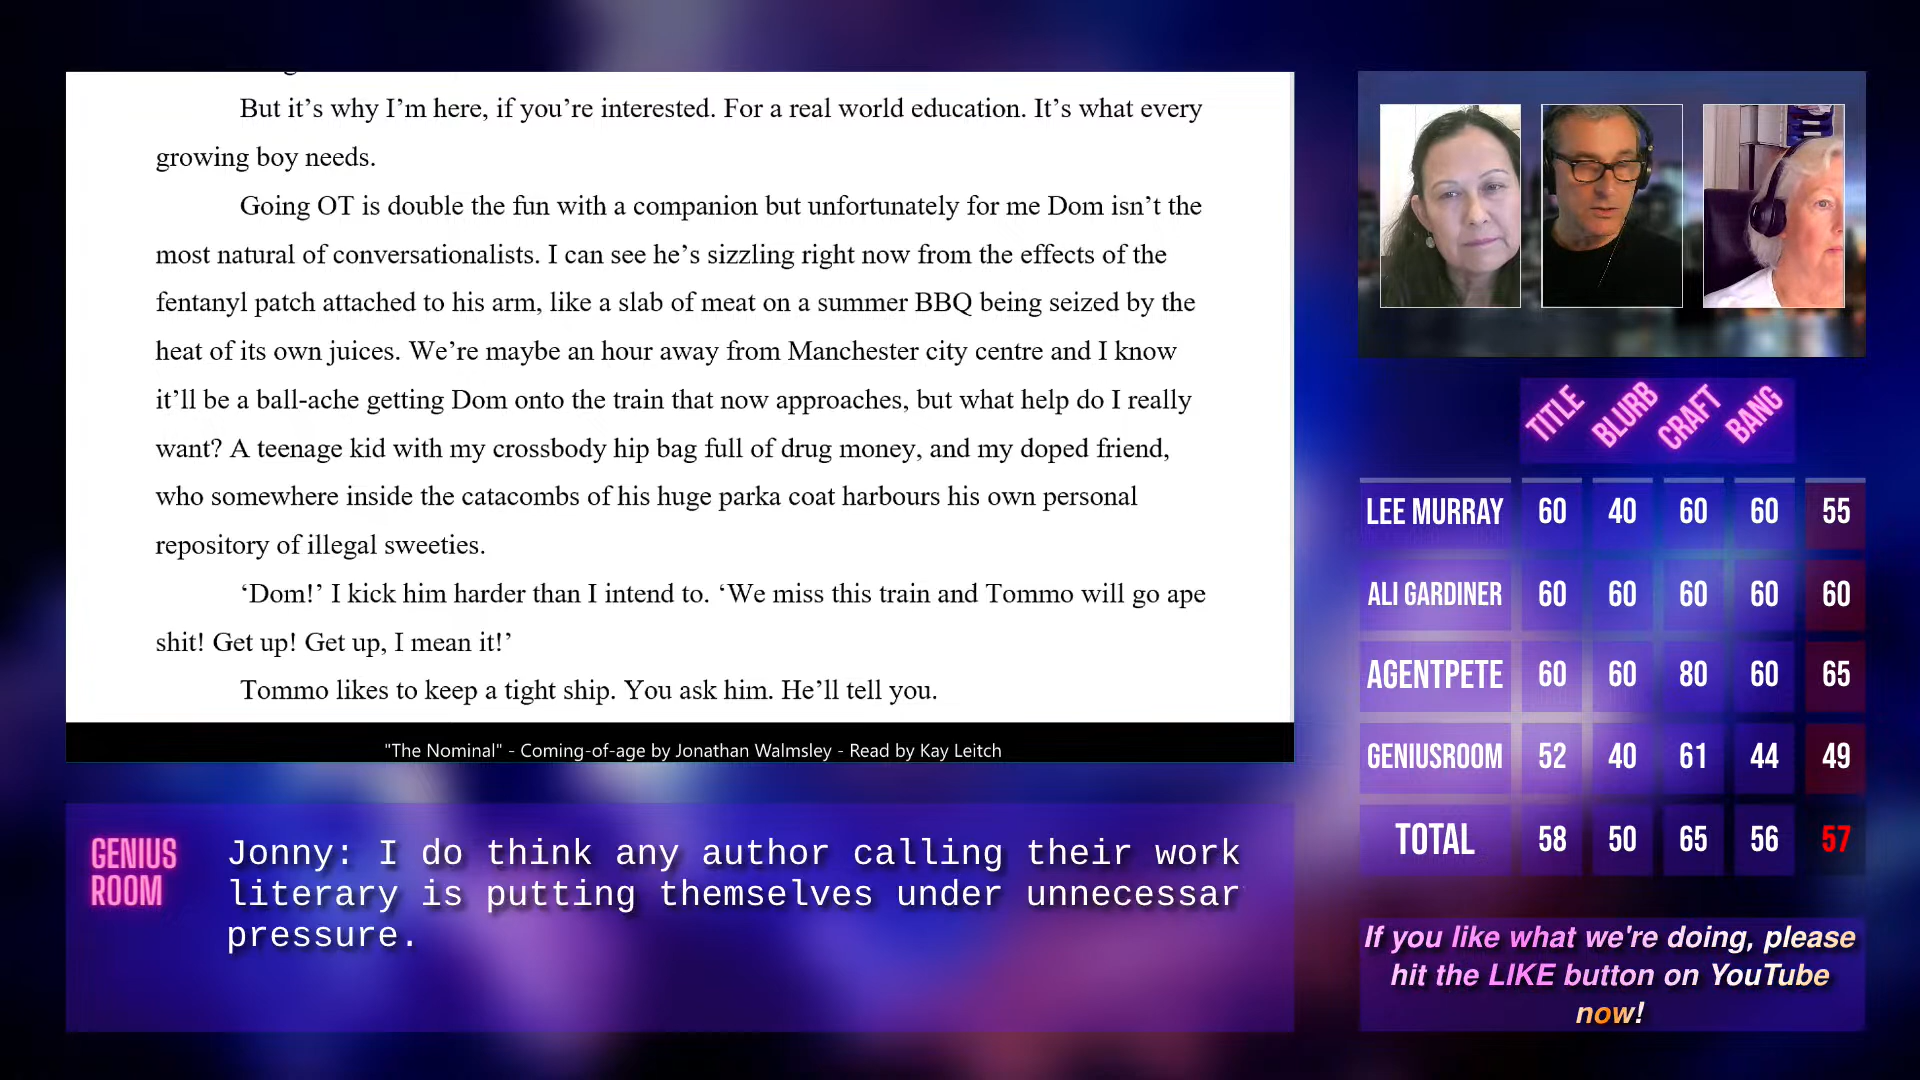 But it’s why I’m here, if you’re interested. For a real world education. It’s what every
growing boy needs.
Going OT is double the fun with a companion but unfortunately for me Dom isn’t the
most natural of conversationalists. I can see he’s sizzling right now from the effects of the
fentanyl patch attached to his arm, like a slab of meat on a summer BBQ being seized by the
heat of its own juices. We’re maybe an hour away from Manchester city centre and I know
it’ll be a ball-ache getting Dom onto the train that now approaches, but what help do I really
want? A teenage kid with my crossbody hip bag full of drug money, and my doped friend,
who somewhere inside the catacombs of his huge parka coat harbours his own personal
repository of illegal sweeties.
‘Dom!’ I kick him harder than I intend to. ‘We miss this train and Tommo will go ape
shit! Get up! Get up, I mean it!’
Tommo likes to keep a tight ship. You ask him. He’ll tell you.
"The Nominal" - Coming-of-age by Jonathan Walmsley - Read by Kay Leitch
GENIUS
ROOM
Jonny: I do think any author calling their work
literary is putting themselves under unnecessar
pressure.
TITLE BLURB CRAFT BANG
LEE MURRAY 60 40 60 60 55
ALI GARDINER 60 60 60 60 60
AGENTPETE 60 60 80 60 65
GENIUSROOM 52 40 61 44 49
TOTAL 58 50 65 56 57
If you like what we're doing, please
hit the LIKE button on YouTube
now!